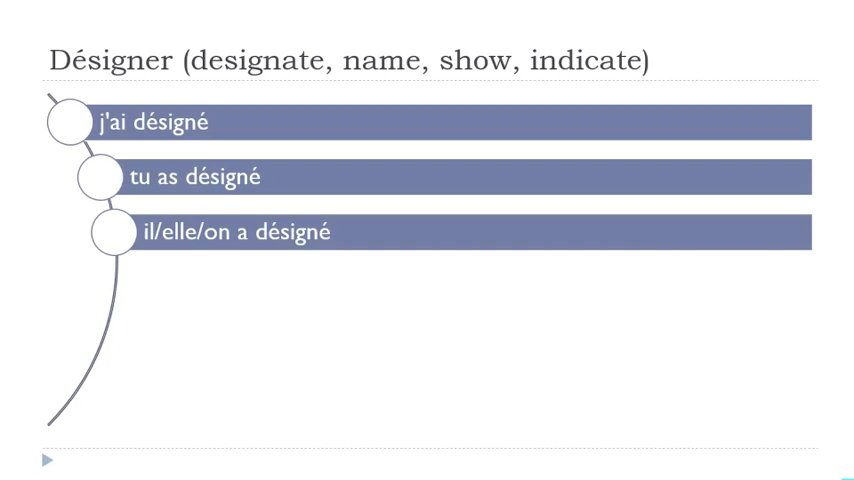 Désigner (designate, name, show, indicate)
j'ai désigné
tu as désigné
il/elle/on a désigné